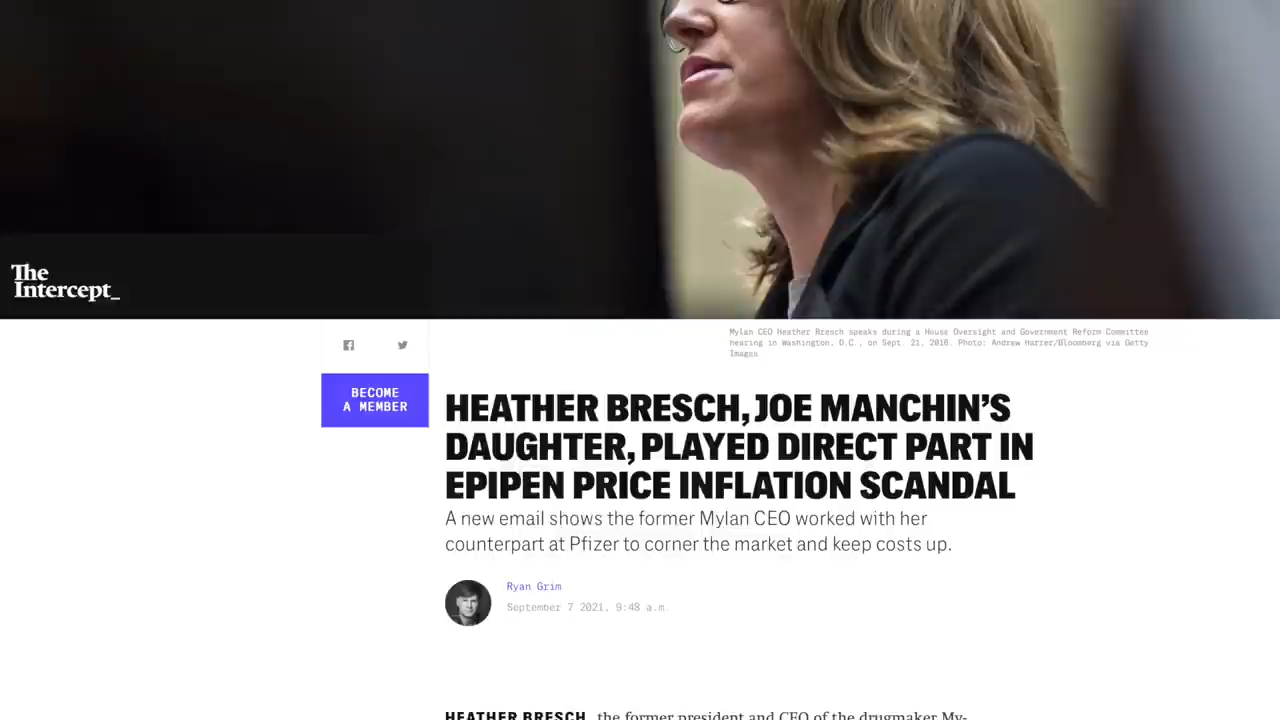 The
Intercept_
Mylan CEO Heather Bresch speaks during a House Oversight and Government Reform Committee
hearing in Washington, D.C., on Sept. 21, 2016. Photo: Andrew Harrer/Bloomberg via Getty
Images
BECOME
A MEMBER
HEATHER BRESCH, JOE MANCHIN'S
DAUGHTER, PLAYED DIRECT PART IN
EPIPEN PRICE INFLATION SCANDAL
A new email shows the former Mylan CEO worked with her
counterpart at Pfizer to corner the market and keep costs up.
Ryan Grim
September 7 2021, 9:48 a.m.
HEATHER BRESCH, the former president and CEO of the drugmaker My-